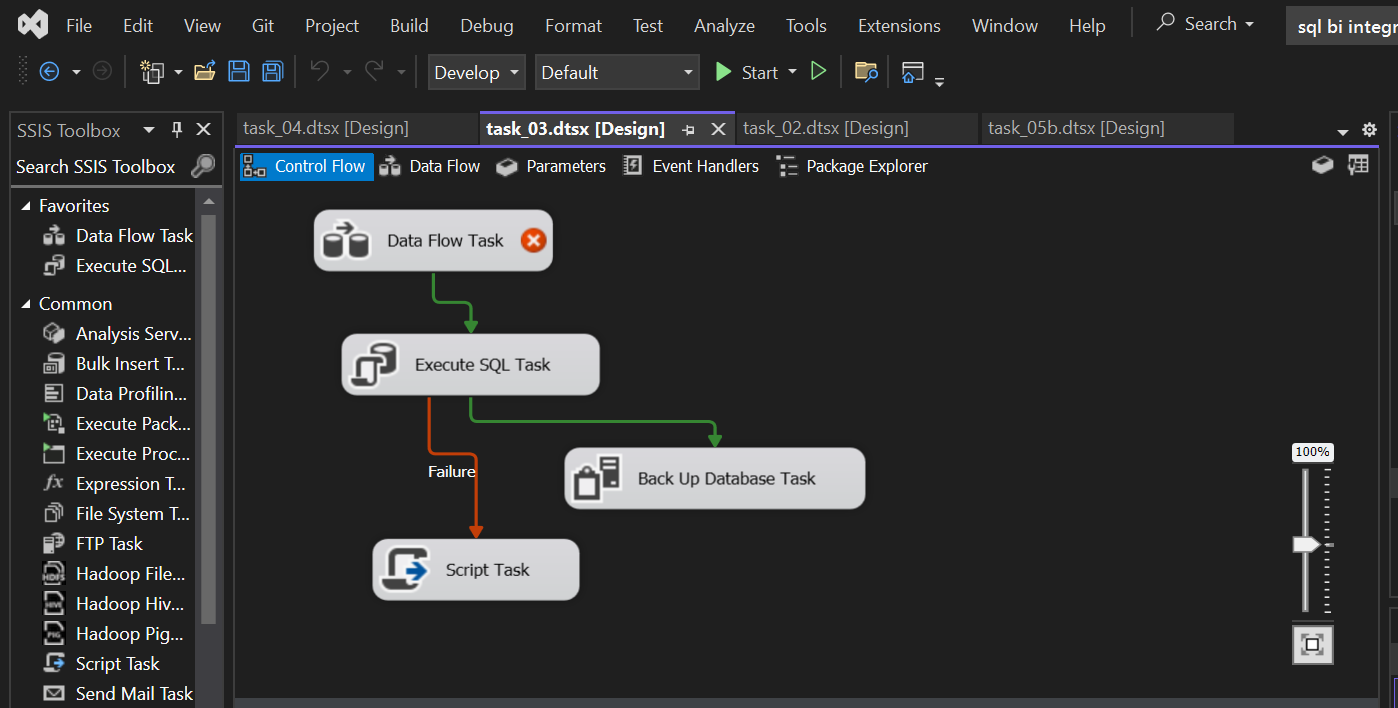 File Edit View Git Project Build Debug Format Test Analyze Tools Extensions Window Help Search sql bi integr
Develop Default Start
SSIS Toolbox task_04.dtsx [Design] task_03.dtsx [Design] task_02.dtsx [Design] task_05b.dtsx [Design]
Search SSIS Toolbox Control Flow Data Flow Parameters Event Handlers Package Explorer
Favorites
Data Flow Task
Execute SQL...
Common
Analysis Serv...
Bulk Insert T...
Data Profilin...
Execute Pack...
Execute Proc...
fx Expression T...
File System T...
FTP Task
HDFS Hadoop File...
HIVE Hadoop Hiv...
PIG Hadoop Pig...
Script Task
Send Mail Task
Data Flow Task
Execute SQL Task
Failure
Back Up Database Task
Script Task
100%